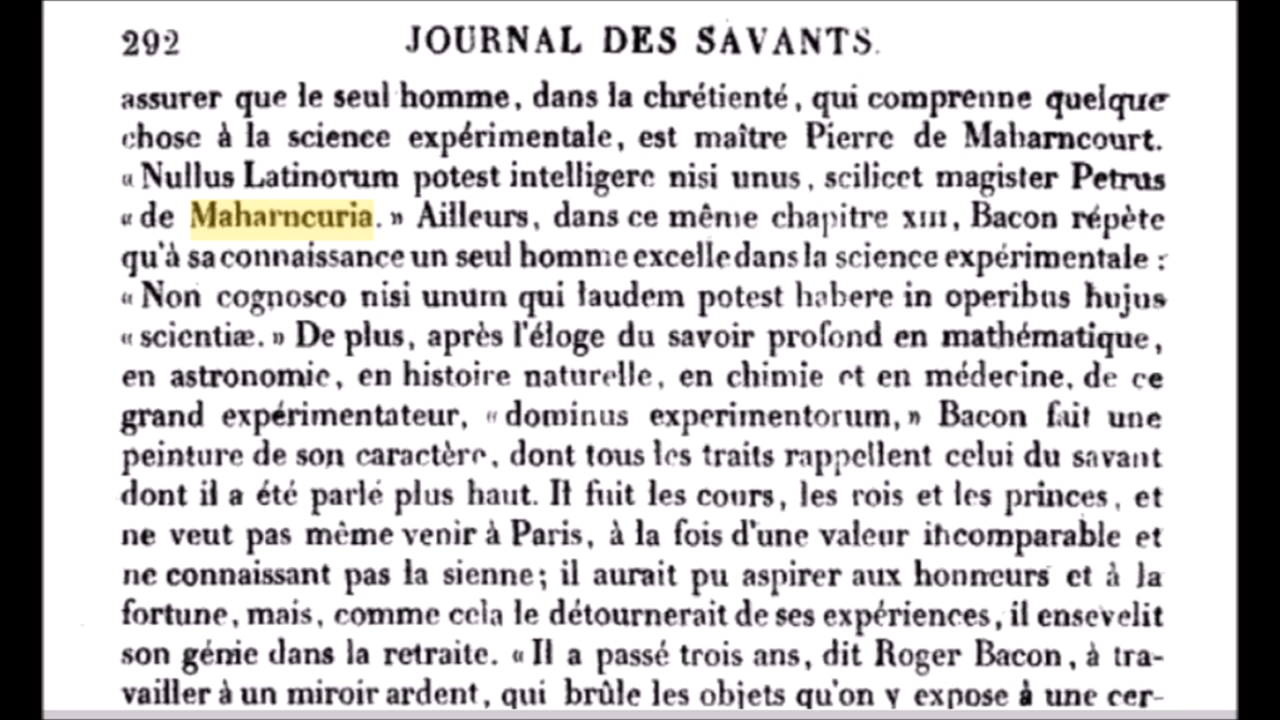 292 JOURNAL DES SAVANTS.
assurer que le seul homme, dans la chrétienté, qui comprenne quelque
chose à la science expérimentale, est maître Pierre de Maharncourt.
« Nullus Latinorum potest intelligere nisi unus, scilicet magister Petrus
« de Maharncuria. » Ailleurs, dans ce même chapitre XIII, Bacon répète
qu'à sa connaissance un seul homme excelle dans la science expérimentale :
« Non cognosco nisi unum qui laudem potest habere in operibus hujus
« scientiæ. » De plus, après l'éloge du savoir profond en mathématique,
en astronomie, en histoire naturelle, en chimie et en médecine, de ce
grand expérimentateur, « dominus experimentorum, » Bacon fait une
peinture de son caractère, dont tous les traits rappellent celui du savant
dont il a été parlé plus haut. Il fuit les cours, les rois et les princes, et
ne veut pas même venir à Paris, à la fois d'une valeur incomparable et
ne connaissant pas la sienne; il aurait pu aspirer aux honneurs et à la
fortune, mais, comme cela le détournerait de ses expériences, il ensevelit
son génie dans la retraite. « Il a passé trois ans, dit Roger Bacon, à tra-
vailler à un miroir ardent, qui brûle les objets qu'on y expose à une cer-